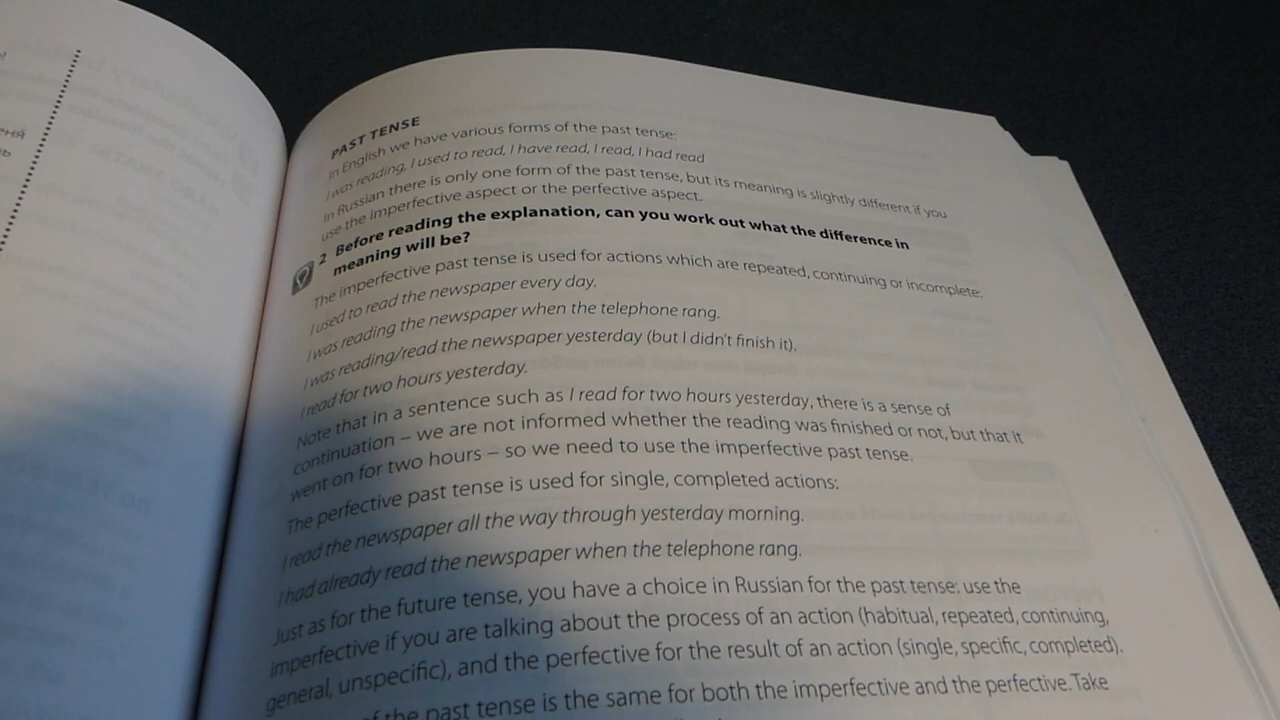 еня
ь
PAST TENSE
In English we have various forms of the past tense:
I was reading, I used to read, I have read, I read, I had read
In Russian there is only one form of the past tense, but its meaning is slightly different if you
use the imperfective aspect or the perfective aspect.
2 Before reading the explanation, can you work out what the difference in
meaning will be?
The imperfective past tense is used for actions which are repeated, continuing or incomplete:
I used to read the newspaper every day.
I was reading the newspaper when the telephone rang.
I was reading/read the newspaper yesterday (but I didn't finish it).
I read for two hours yesterday.
Note that in a sentence such as I read for two hours yesterday, there is a sense of
continuation – we are not informed whether the reading was finished or not, but that it
went on for two hours – so we need to use the imperfective past tense.
The perfective past tense is used for single, completed actions:
I read the newspaper all the way through yesterday morning.
I had already read the newspaper when the telephone rang.
Just as for the future tense, you have a choice in Russian for the past tense: use the
imperfective if you are talking about the process of an action (habitual, repeated, continuing,
general, unspecific), and the perfective for the result of an action (single, specific, completed).
of the past tense is the same for both the imperfective and the perfective. Take